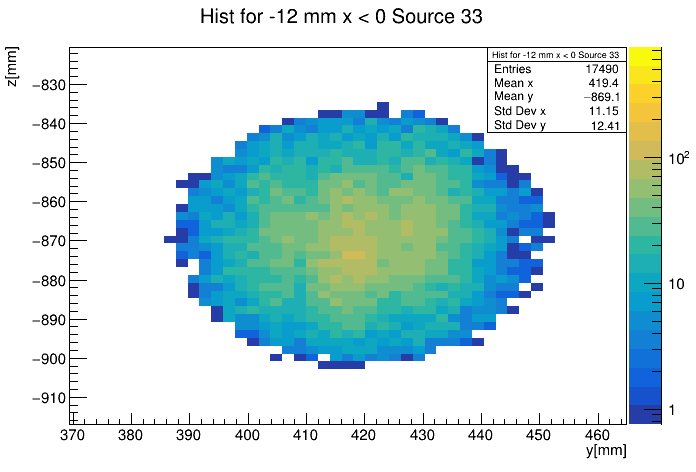 Hist for -12 mm x < 0 Source 33
z[mm]
Hist for -12 mm x < 0 Source 33
Entries 17490
Mean x 419.4
Mean y −869.1
Std Dev x 11.15
Std Dev y 12.41
−830
−840
−850
−860
−870
−880
−890
−900
−910
10²
10
1
370 380 390 400 410 420 430 440 450 460
y[mm]